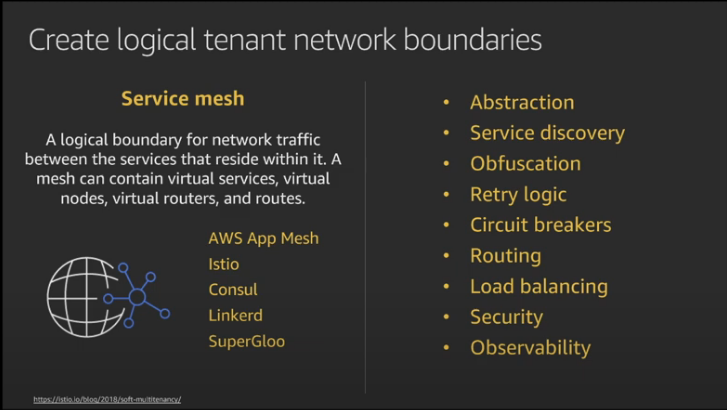 Create logical tenant network boundaries
Service mesh
A logical boundary for network traffic
between the services that reside within it. A
mesh can contain virtual services, virtual
nodes, virtual routers, and routes.
AWS App Mesh
Istio
Consul
Linkerd
SuperGloo
• Abstraction
• Service discovery
• Obfuscation
• Retry logic
• Circuit breakers
• Routing
• Load balancing
• Security
• Observability
https://istio.io/blog/2018/soft-multitenancy/